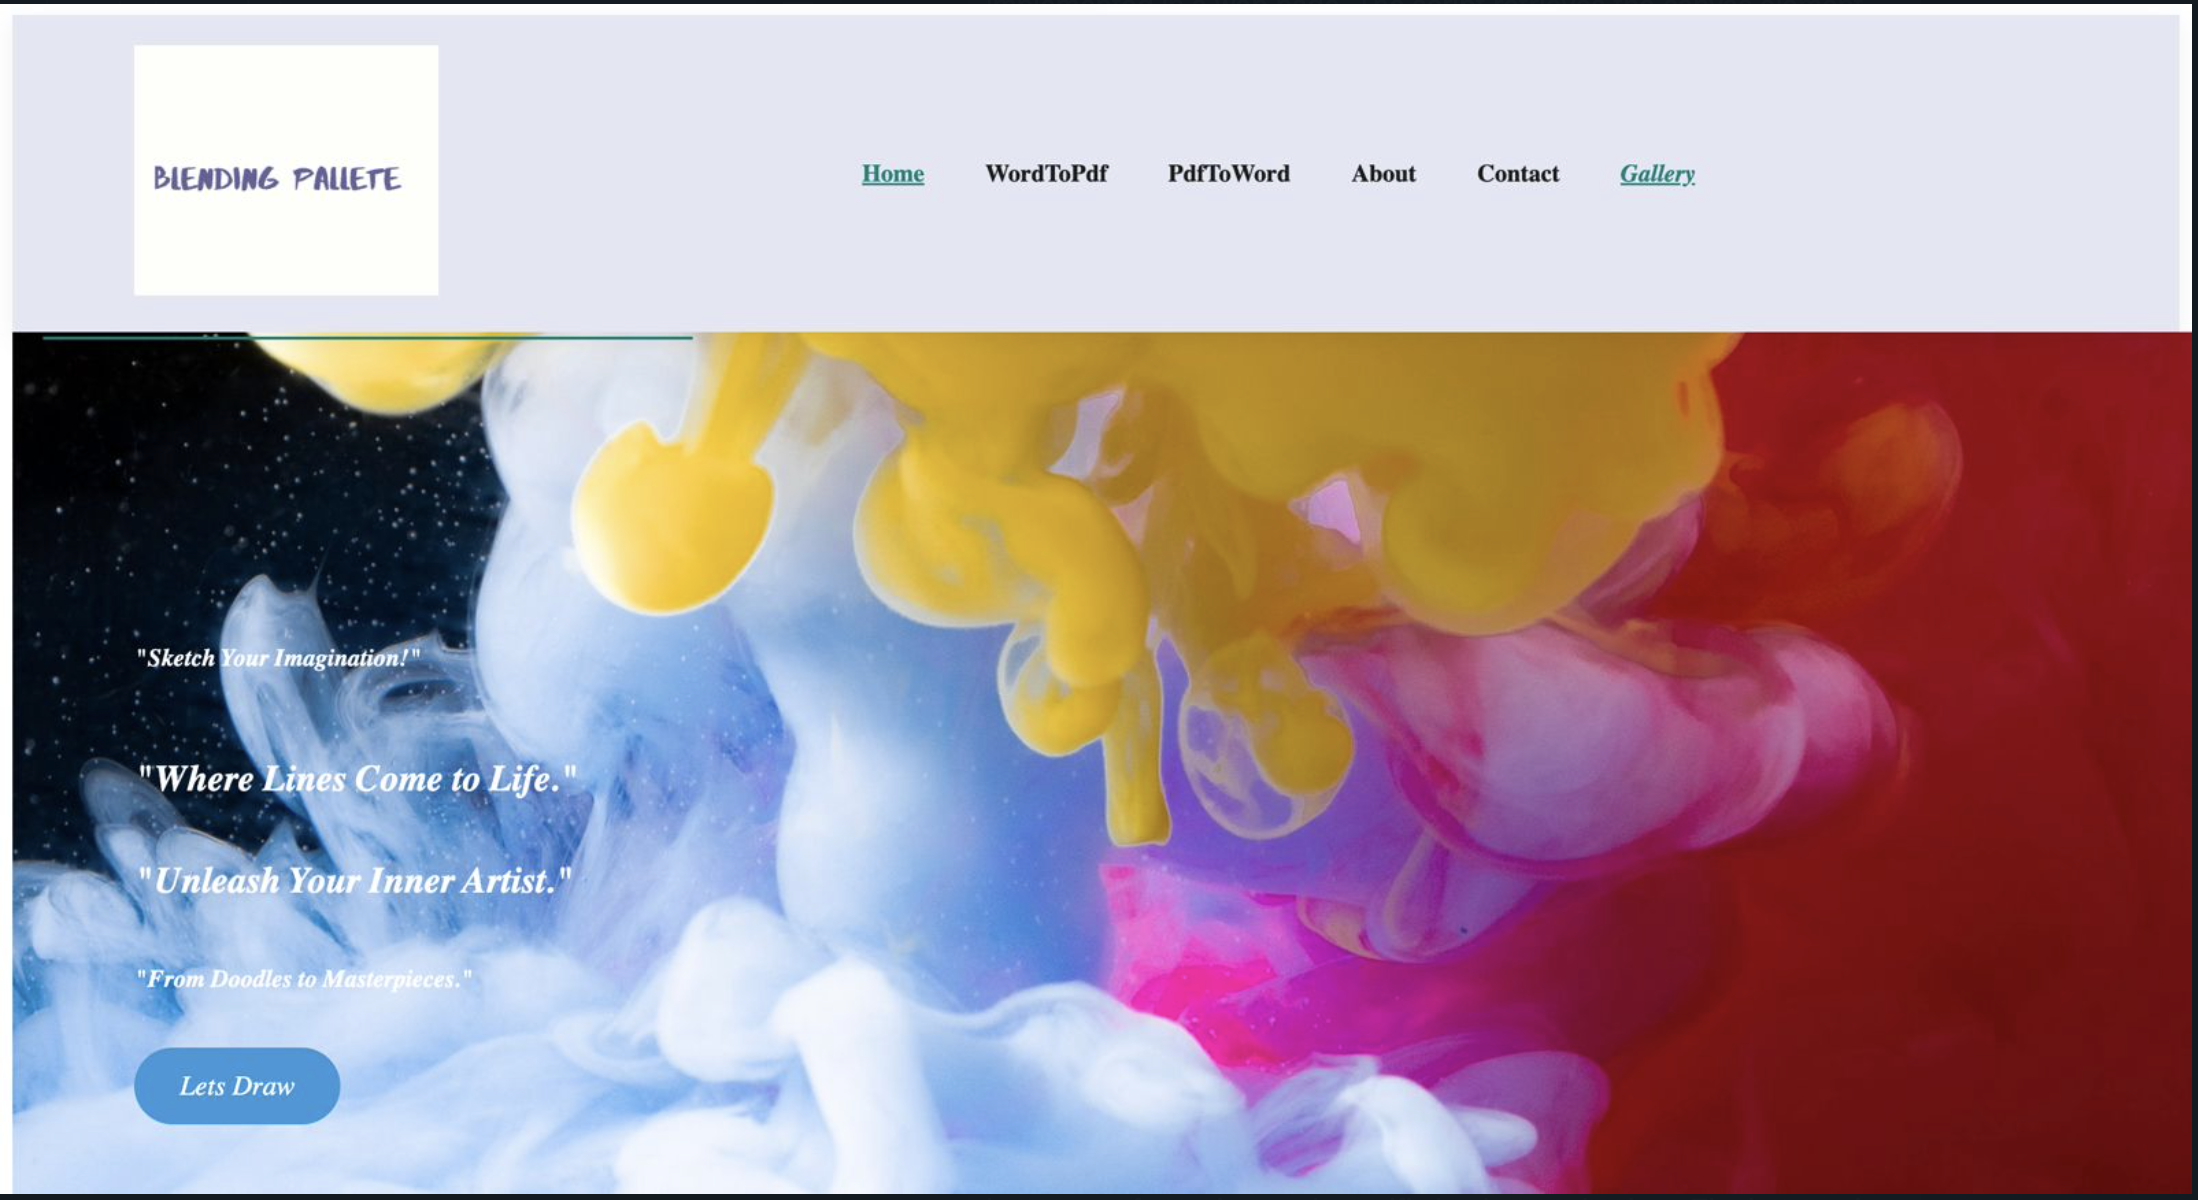 BLENDING PALLETE
Home WordToPdf PdfToWord About Contact Gallery
"Sketch Your Imagination!"
"Where Lines Come to Life."
"Unleash Your Inner Artist."
"From Doodles to Masterpieces."
Lets Draw